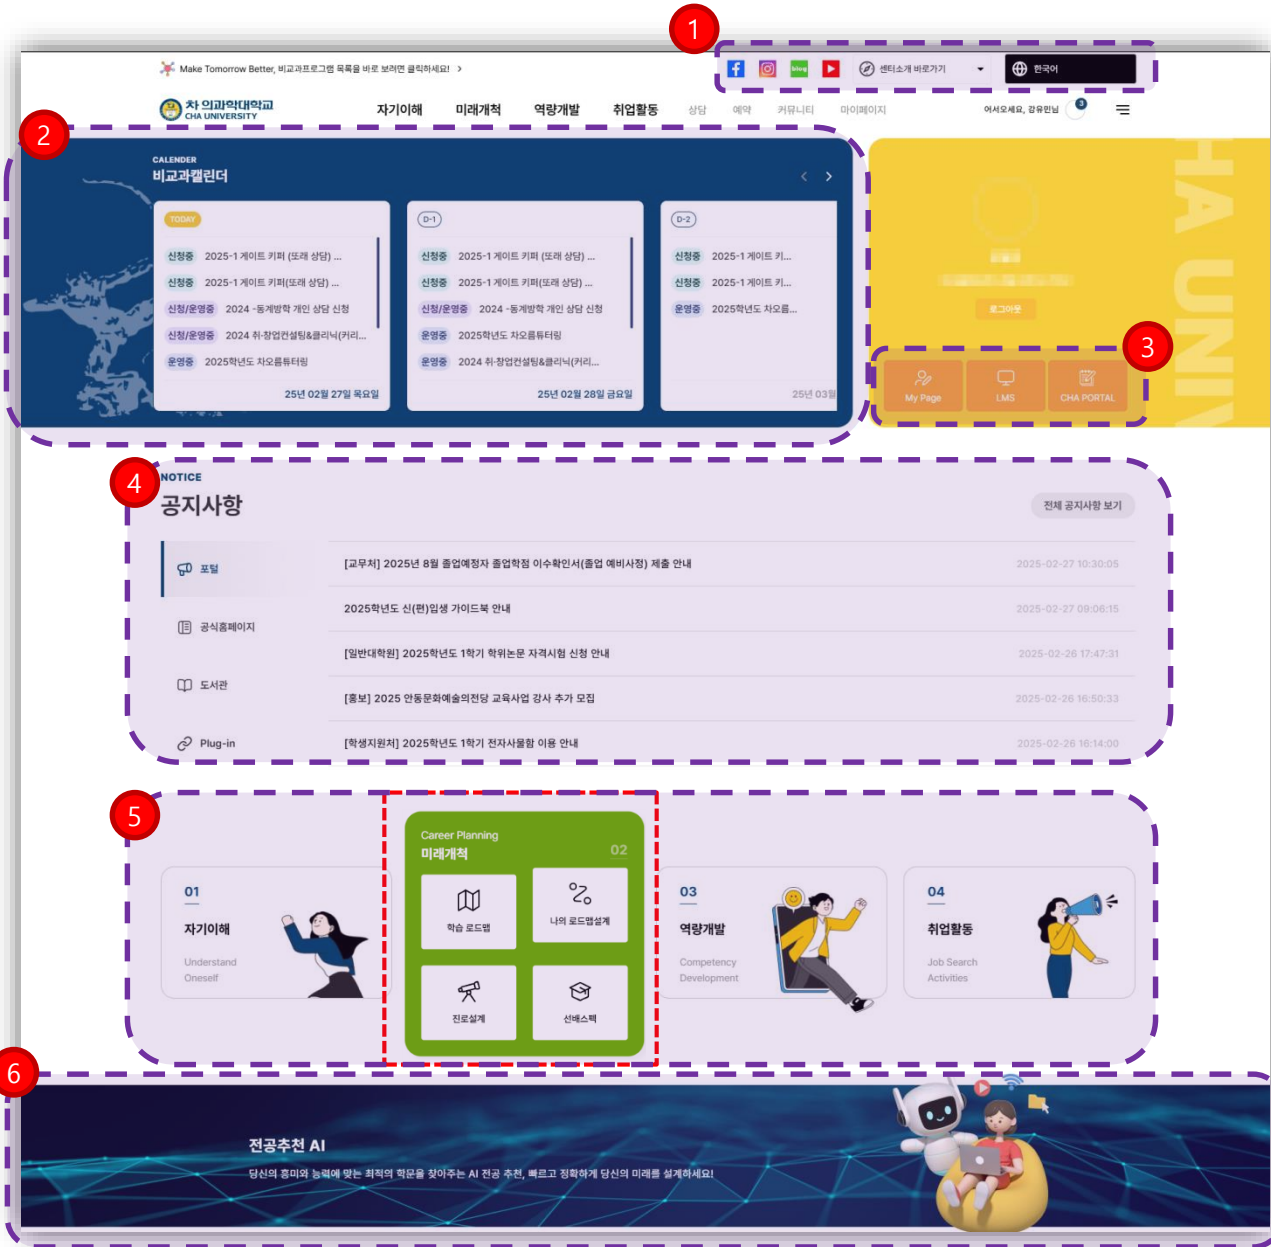 1
Make Tomorrow Better, 비교과프로그램 목록을 바로 보려면 클릭하세요!
blog
센터소개 바로가기
한국어
차 의과학대학교
CHA UNIVERSITY
자기이해 미래개척 역량개발 취업활동 상담 예약 커뮤니티 마이페이지
어서오세요, 강유민님 3
2
CALENDER
비교과캘린더
TODAY
신청중 2025-1 게이트 키퍼 (또래 상담) ...
신청중 2025-1 게이트 키퍼(또래 상담) ...
신청/운영중 2024 -동계방학 개인 상담 신청
신청/운영중 2024 취·창업컨설팅&클리닉(커리...
운영중 2025학년도 차오름튜터링
25년 02월 27일 목요일
D-1
신청중 2025-1 게이트 키퍼 (또래 상담) ...
신청중 2025-1 게이트 키퍼(또래 상담) ...
신청/운영중 2024 -동계방학 개인 상담 신청
운영중 2025학년도 차오름튜터링
운영중 2024 취·창업컨설팅&클리닉(커리...
25년 02월 28일 금요일
D-2
신청중 2025-1 게이트 키...
신청중 2025-1 게이트 키...
운영중 2025학년도 차오름...
25년 03월
HA UNIV
로그아웃
3
My Page
LMS
CHA PORTAL
4
NOTICE
공지사항
전체 공지사항 보기
포털
공식홈페이지
도서관
Plug-in
[교무처] 2025년 8월 졸업예정자 졸업학점 이수확인서(졸업 예비사정) 제출 안내 2025-02-27 10:30:05
2025학년도 신(편)입생 가이드북 안내 2025-02-27 09:06:15
[일반대학원] 2025학년도 1학기 학위논문 자격시험 신청 안내 2025-02-26 17:47:31
[홍보] 2025 안동문화예술의전당 교육사업 강사 추가 모집 2025-02-26 16:50:33
[학생지원처] 2025학년도 1학기 전자사물함 이용 안내 2025-02-26 16:14:00
5
01
자기이해
Understand
Oneself
Career Planning
미래개척
02
학습 로드맵
나의 로드맵설계
진로설계
선배스펙
03
역량개발
Competency
Development
04
취업활동
Job Search
Activities
6
전공추천 AI
당신의 흥미와 능력에 맞는 최적의 학문을 찾아주는 AI 전공 추천, 빠르고 정확하게 당신의 미래를 설계하세요!